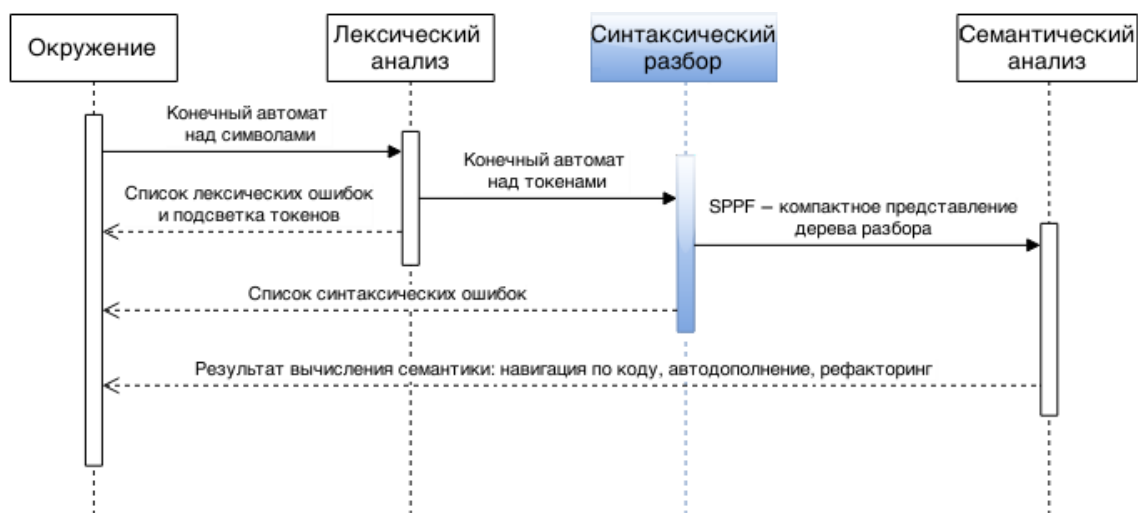 Окружение
Лексический
анализ
Синтаксический
разбор
Семантический
анализ
Конечный автомат
над символами
Конечный автомат
над токенами
Список лексических ошибок
и подсветка токенов
SPPF – компактное представление
дерева разбора
Список синтаксических ошибок
Результат вычисления семантики: навигация по коду, автодополнение, рефакторинг